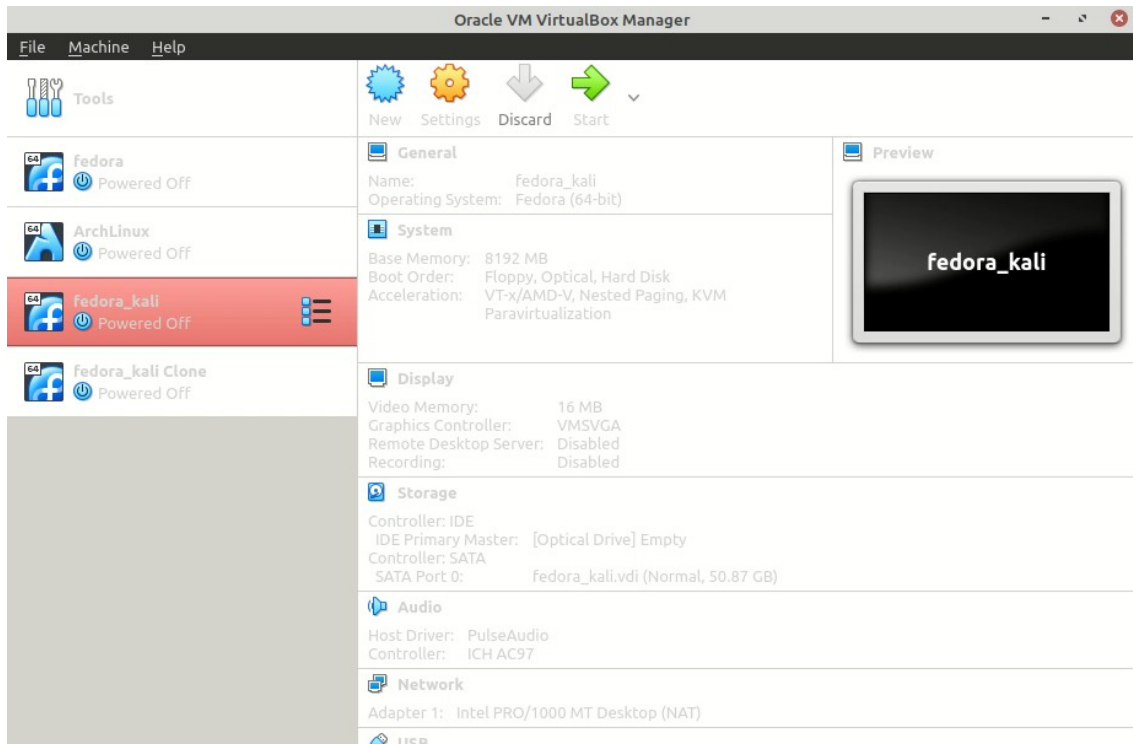 Oracle VM VirtualBox Manager
File Machine Help
Tools
New Settings Discard Start
64
fedora
Powered Off
64
ArchLinux
Powered Off
64
fedora_kali
Powered Off
64
fedora_kali Clone
Powered Off
General
Name: fedora_kali
Operating System: Fedora (64-bit)
System
Base Memory: 8192 MB
Boot Order: Floppy, Optical, Hard Disk
Acceleration: VT-x/AMD-V, Nested Paging, KVM
Paravirtualization
Preview
fedora_kali
Display
Video Memory: 16 MB
Graphics Controller: VMSVGA
Remote Desktop Server: Disabled
Recording: Disabled
Storage
Controller: IDE
IDE Primary Master: [Optical Drive] Empty
Controller: SATA
SATA Port 0: fedora_kali.vdi (Normal, 50.87 GB)
Audio
Host Driver: PulseAudio
Controller: ICH AC97
Network
Adapter 1: Intel PRO/1000 MT Desktop (NAT)
USB